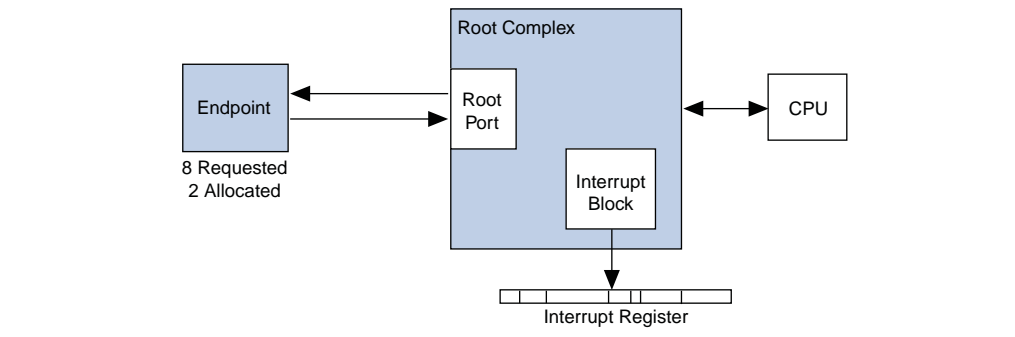 Root Complex
Endpoint
8 Requested
2 Allocated
Root
Port
Interrupt
Block
CPU
Interrupt Register